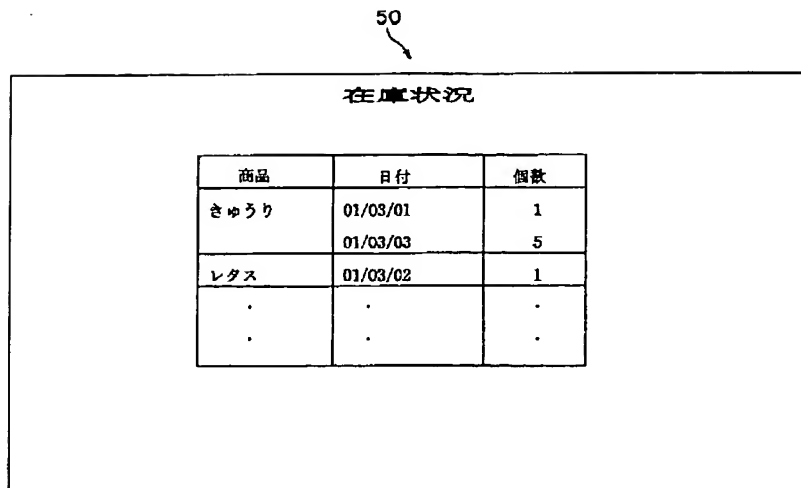 50
在庫状況
商品 日付 個数
きゅうり 01/03/01 1
01/03/03 5
レタス 01/03/02 1
・ ・ ・
・ ・ ・